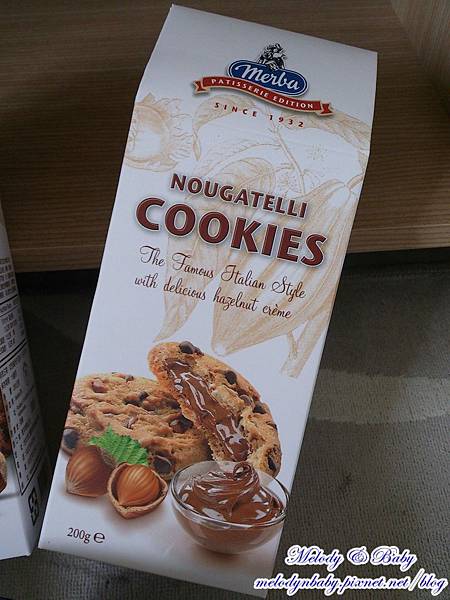 Merba
PATISSERIE EDITION
SINCE 1932
NOUGATELLI
COOKIES
The Famous Italian Style
with delicious hazelnut crème
200g e
Melody & Baby
melodynbaby.pixnet.net/blog